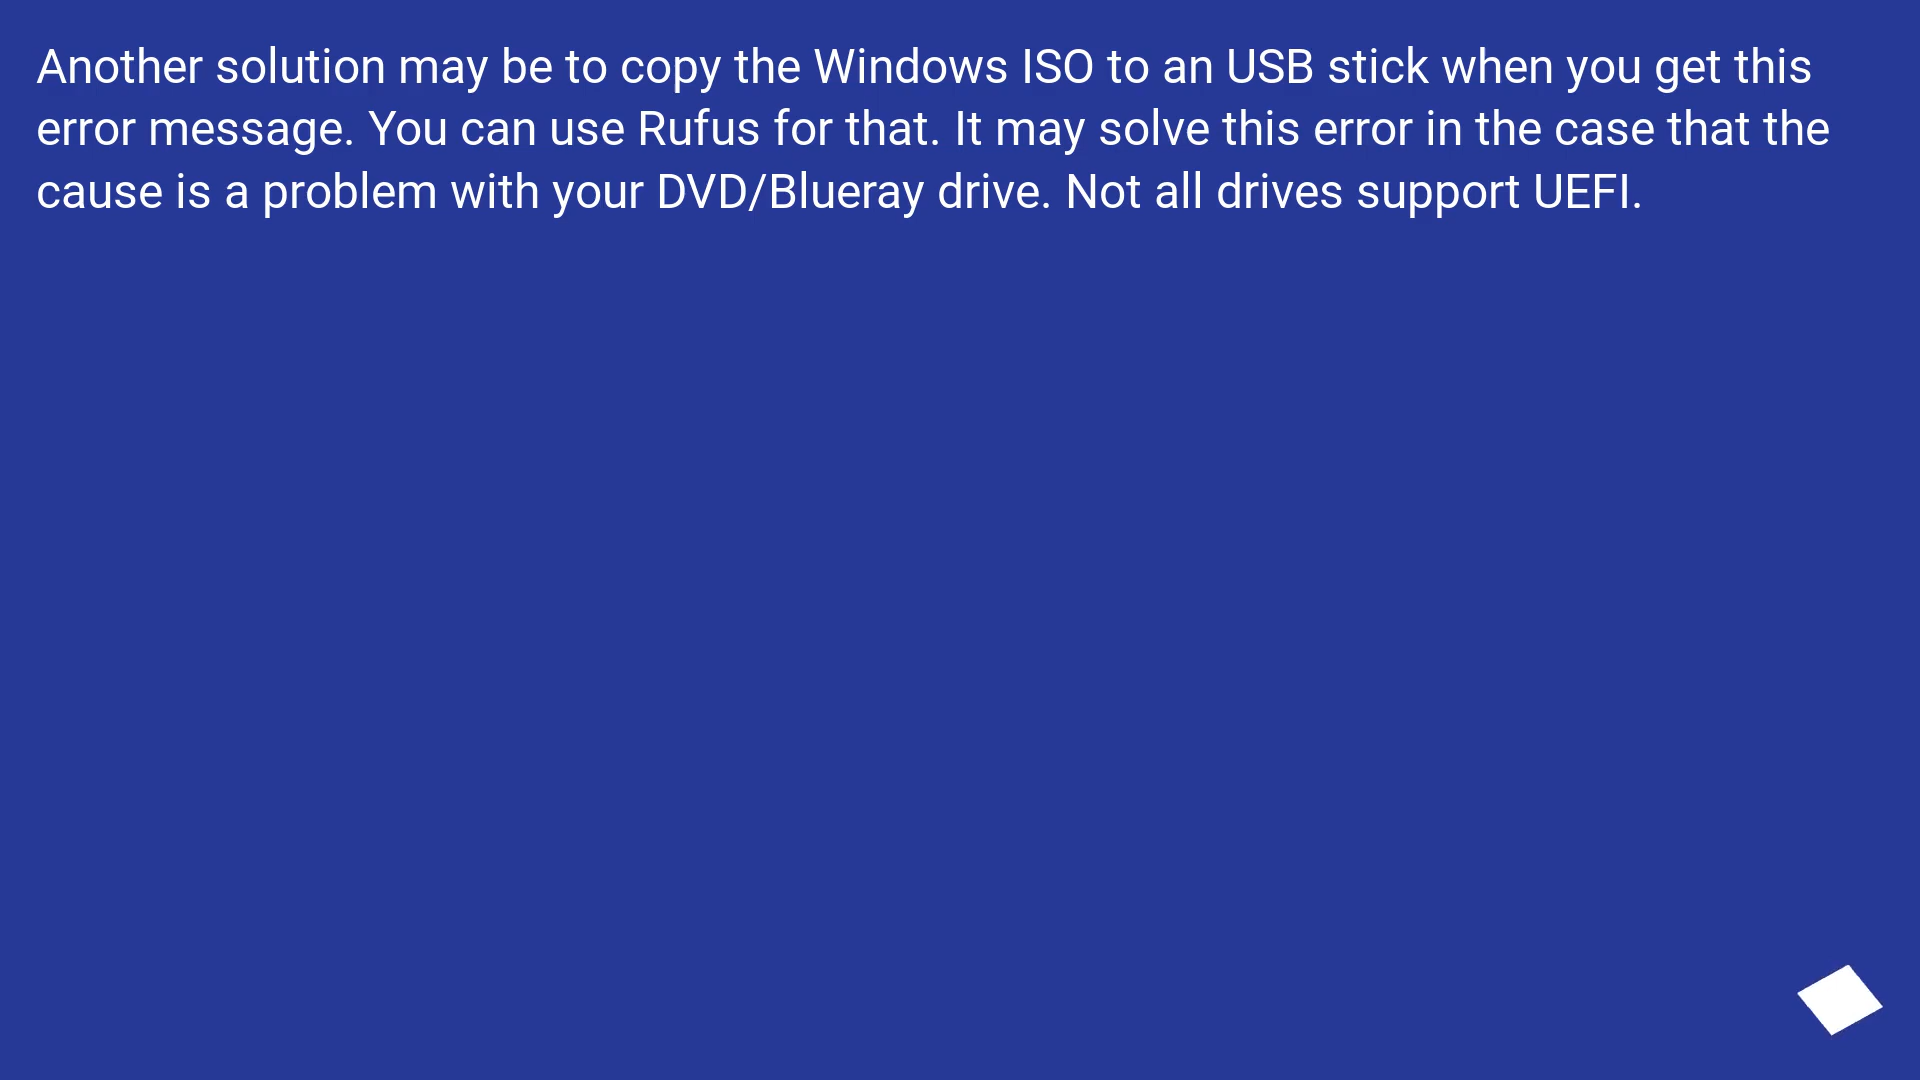 Another solution may be to copy the Windows ISO to an USB stick when you get this
error message. You can use Rufus for that. It may solve this error in the case that the
cause is a problem with your DVD/Blueray drive. Not all drives support UEFI.